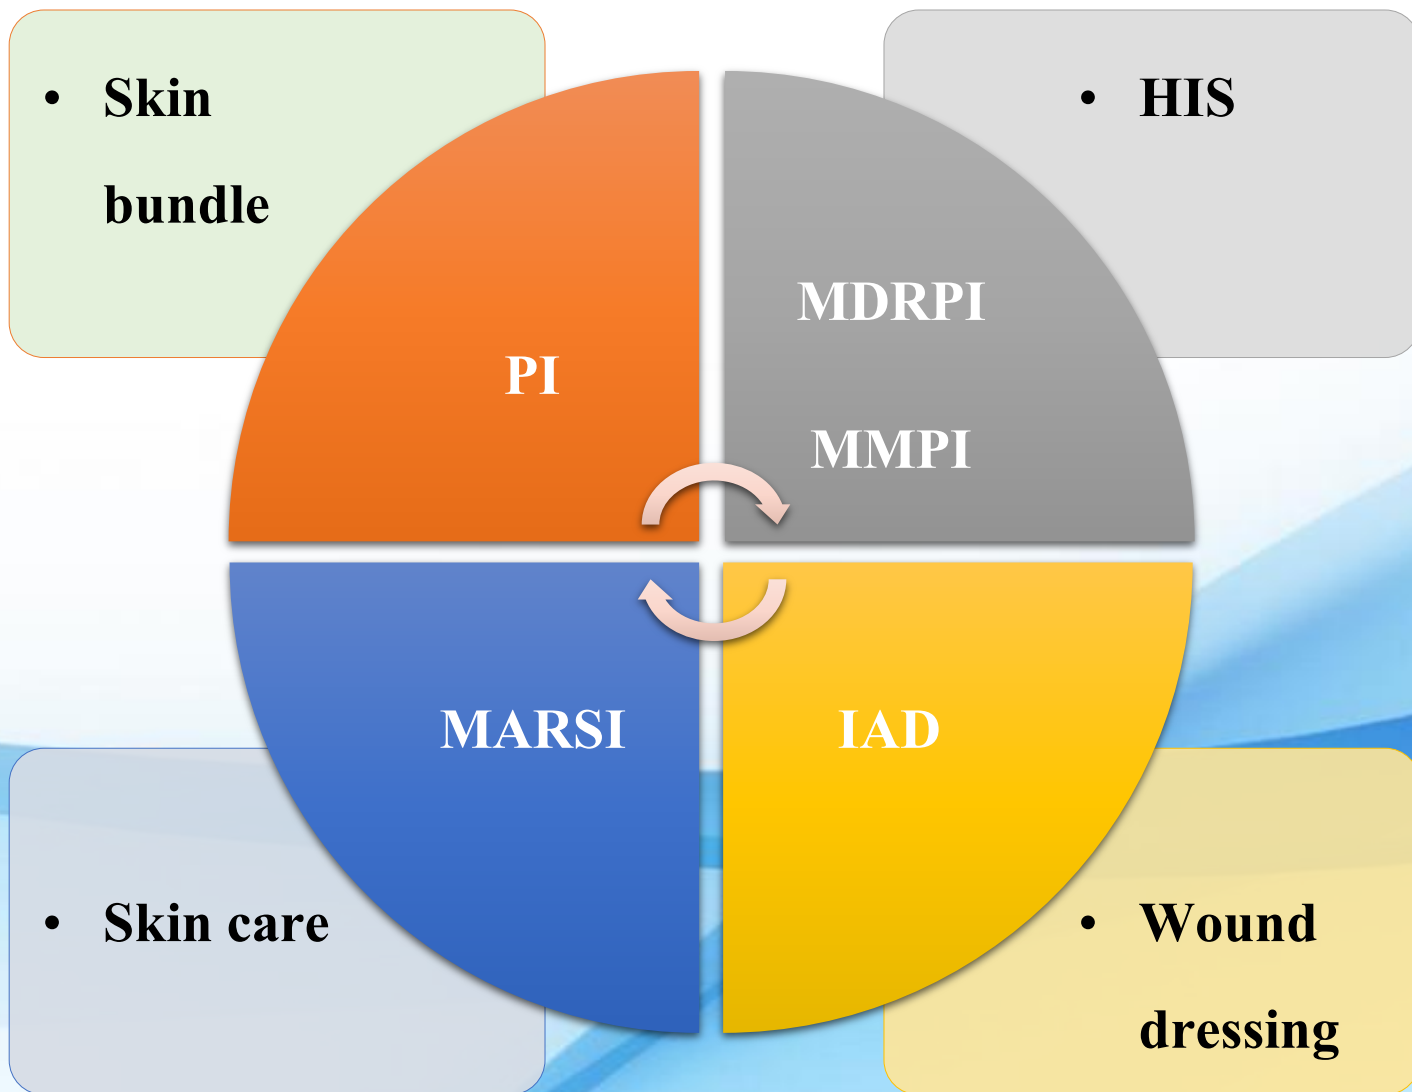 • Skin
bundle
• HIS
PI
MDRPI
MMPI
MARSI
IAD
• Skin care
• Wound
dressing